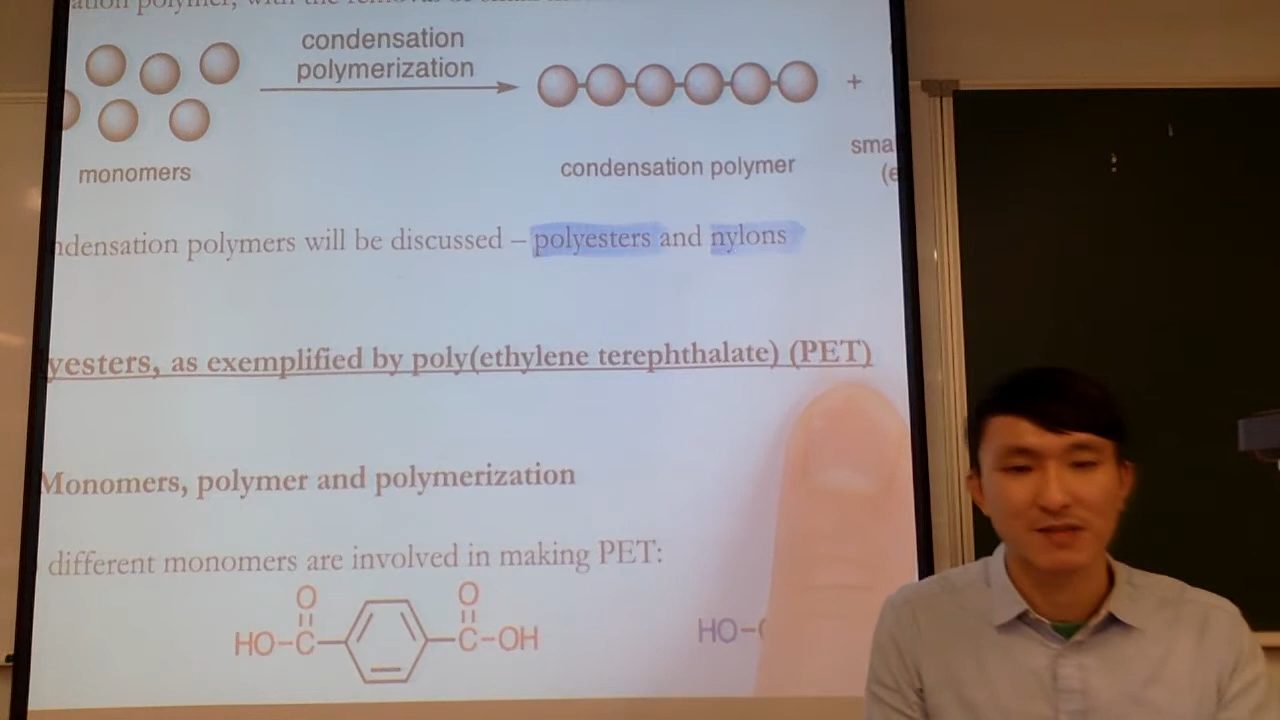 condensation
polymerization
+
monomers
condensation polymer
ndensation polymers will be discussed – polyesters and nylons
yesters, as exemplified by poly(ethylene terephthalate) (PET)
Monomers, polymer and polymerization
different monomers are involved in making PET:
O O
HO-C C-OH HO-